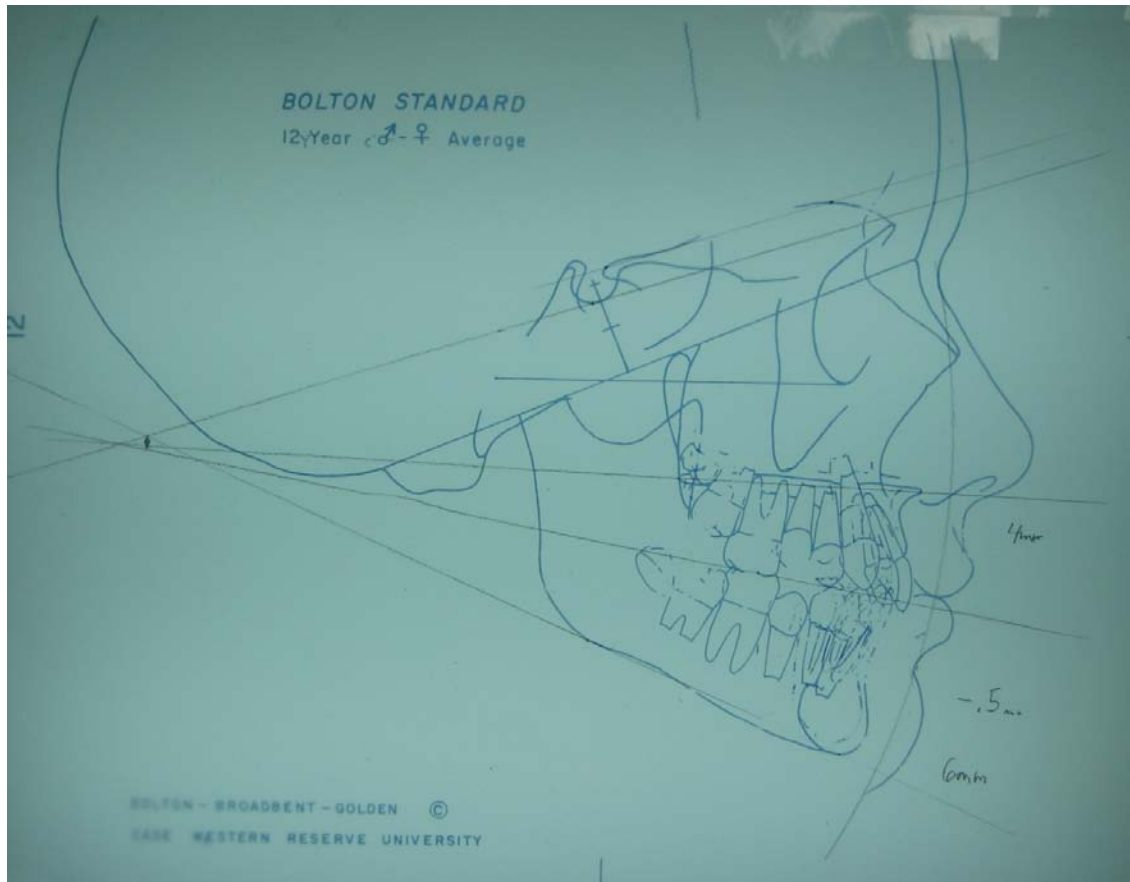 BOLTON STANDARD
12 Year ♂-♀ Average
12
4mm
-.5mm
6mm
BOLTON-BROADBENT-GOLDEN ©
CASE WESTERN RESERVE UNIVERSITY